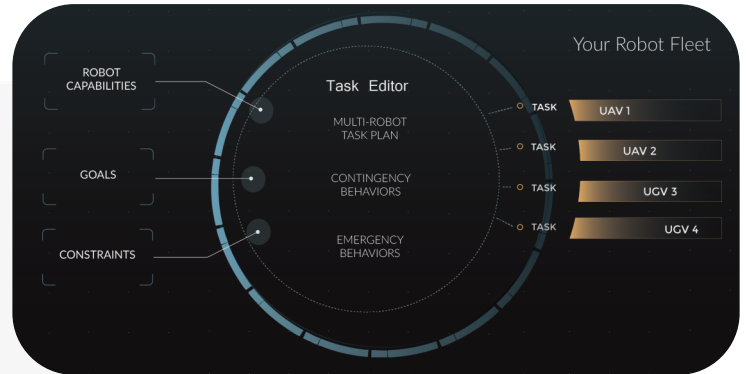 Your Robot Fleet
ROBOT
CAPABILITIES
GOALS
CONSTRAINTS
Task Editor
MULTI-ROBOT
TASK PLAN
CONTINGENCY
BEHAVIORS
EMERGENCY
BEHAVIORS
TASK UAV 1
TASK UAV 2
TASK UGV 3
TASK UGV 4